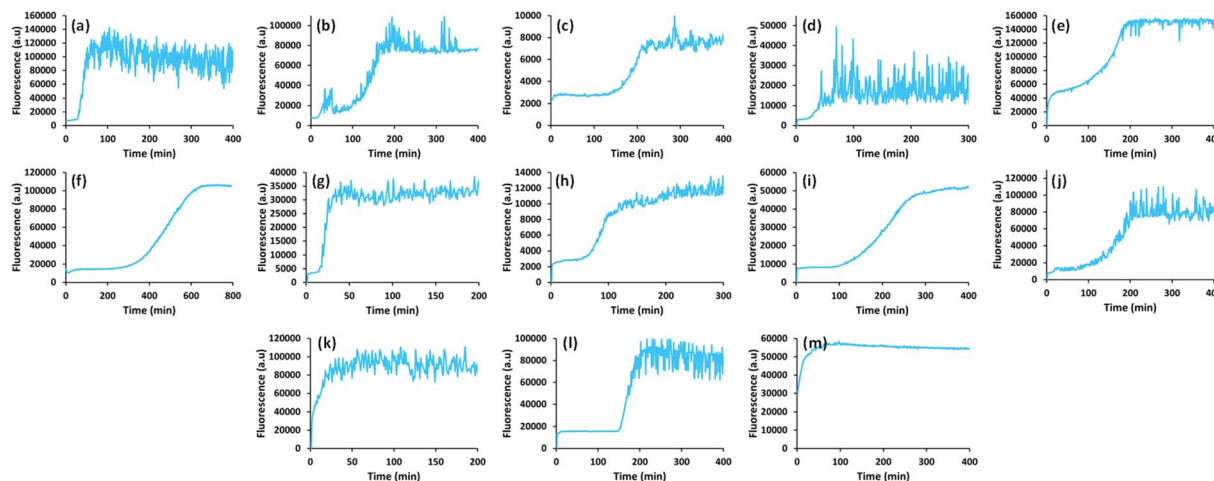 (a)
Fluorescence (a.u)
160000
140000
120000
100000
80000
60000
40000
20000
0
0 100 200 300 400
Time (min)
(b)
Fluorescence (a.u)
120000
100000
80000
60000
40000
20000
0
0 100 200 300 400
Time (min)
(c)
Fluorescence (a.u)
10000
8000
6000
4000
2000
0
0 100 200 300 400
Time (min)
(d)
Fluorescence (a.u)
50000
40000
30000
20000
10000
0
0 100 200 300
Time (min)
(e)
Fluorescence (a.u)
160000
140000
120000
100000
80000
60000
40000
20000
0
0 100 200 300 400
Time (min)
(f)
Fluorescence (a.u)
120000
100000
80000
60000
40000
20000
0
0 200 400 600 800
Time (min)
(g)
Fluorescence (a.u)
40000
35000
30000
25000
20000
15000
10000
5000
0
0 50 100 150 200
Time (min)
(h)
Fluorescence (a.u)
14000
12000
10000
8000
6000
4000
2000
0
0 100 200 300
Time (min)
(i)
Fluorescence (a.u)
60000
50000
40000
30000
20000
10000
0
0 100 200 300 400
Time (min)
(j)
Fluorescence (a.u)
120000
100000
80000
60000
40000
20000
0
0 100 200 300 400
Time (min)
(k)
Fluorescence (a.u)
120000
100000
80000
60000
40000
20000
0
0 50 100 150 200
Time (min)
(l)
Fluorescence (a.u)
100000
80000
60000
40000
20000
0
0 100 200 300 400
Time (min)
(m)
Fluorescence (a.u)
60000
50000
40000
30000
20000
10000
0
0 100 200 300 400
Time (min)